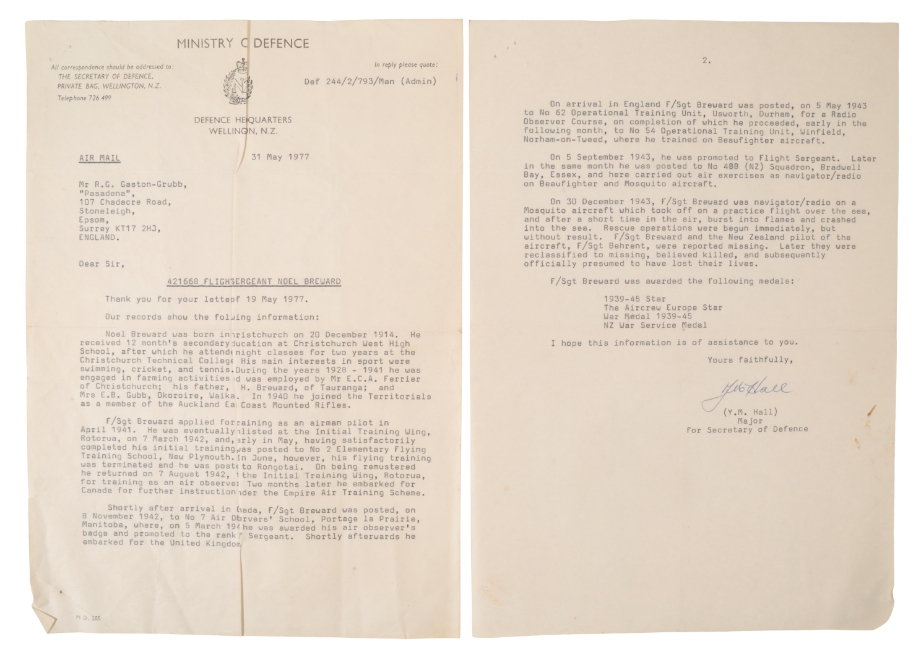 MINISTRY O DEFENCE
All correspondence should be addressed to:
THE SECRETARY OF DEFENCE,
PRIVATE BAG, WELLINGTON, N.Z.
Telephone 726 499
In reply please quote:
Def 244/2/793/Man (Admin)
NZ
DEFENCE HEQUARTERS
WELLINON, N.Z.
AIR MAIL
31 May 1977
Mr R.G. Gaston-Grubb,
"Pasadena",
107 Chadacre Road,
Stoneleigh,
Epsom,
Surrey KT17 2HJ,
ENGLAND.
Dear Sir,
421660 FLIGHSERGEANT NOEL BREWARD
Thank you for your letteof 19 May 1977.
Our records show the folowing information:
Noel Breward was born inristchurch on 20 December 1914. He
received 12 month's secondaryucation at Christchurch West High
School, after which he attendnight classes for two years at the
Christchurch Technical College His main interests in sport were
swimming, cricket, and tennis.During the years 1928 - 1941 he was
engaged in farming activities d was employed by Mr E.C.A. Ferrier
of Christchurch; his father, H. Breward, of Tauranga; and
Mrs E.B. Gubb, Okoroire, Waika. In 1940 he joined the Territorials
as a member of the Auckland Ea Coast Mounted Rifles.
F/Sgt Breward applied foraining as an airman pilot in
April 1941. He was eventuallylisted at the Initial Training Wing,
Rotorua, on 7 March 1942, and,rly in May, having satisfactorily
completed his initial trainingas posted to No 2 Elementary Flying
Training School, New Plymouth.In June, however, his flying training
was terminated and he was postto Rongotai. On being remustered
he returned on 7 August 1942, the Initial Training Wing, Rotorua,
for training as an air observe Two months later he embarked for
Canada for further instructionder the Empire Air Training Scheme.
Shortly after arrival in nada, F/Sgt Breward was posted, on
8 November 1942, to No 7 Air Obrvers' School, Portage la Prairie,
Manitoba, where, on 5 March 194he was awarded his air observer's
badge and promoted to the rank Sergeant. Shortly afterwards he
embarked for the United Kingdom
2.
On arrival in England F/Sgt Breward was posted, on 5 May 1943
to No 62 Operational Training Unit, Usworth, Durham, for a Radio
Observer Course, on completion of which he proceeded, early in the
following month, to No 54 Operational Training Unit, Winfield,
Norham-on-Tweed, where he trained on Beaufighter aircraft.
On 5 September 1943, he was promoted to Flight Sergeant. Later
in the same month he was posted to No 488 (NZ) Squadron, Bradwell
Bay, Essex, and here carried out air exercises as navigator/radio
on Beaufighter and Mosquito aircraft.
On 30 December 1943, F/Sgt Breward was navigator/radio on a
Mosquito aircraft which took off on a practice flight over the sea,
and after a short time in the air, burst into flames and crashed
into the sea. Rescue operations were begun immediately, but
without result. F/Sgt Breward and the New Zealand pilot of the
aircraft, F/Sgt Behrent, were reported missing. Later they were
reclassified to missing, believed killed, and subsequently
officially presumed to have lost their lives.
F/Sgt Breward was awarded the following medals:
1939-45 Star
The Aircrew Europe Star
War Medal 1939-45
NZ War Service Medal
I hope this information is of assistance to you.
Yours faithfully,
YM Hall
(Y.M. Hall)
Major
for Secretary of Defence